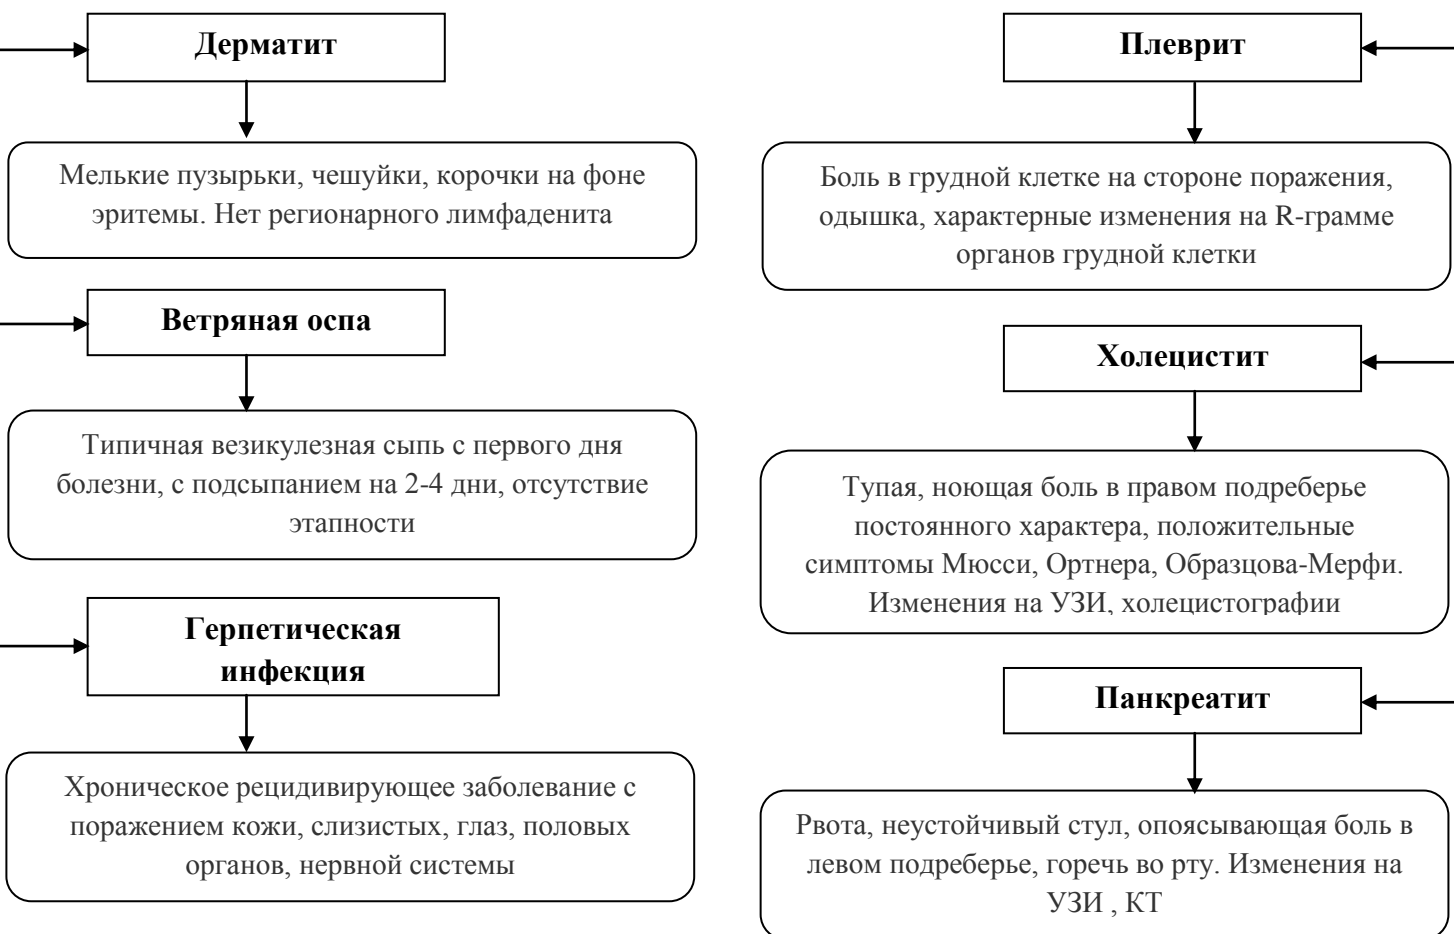 Дерматит
Мелькие пузырьки, чешуйки, корочки на фоне
эритемы. Нет регионарного лимфаденита
Ветряная оспа
Типичная везикулезная сыпь с первого дня
болезни, с подсыпанием на 2-4 дни, отсутствие
этапности
Герпетическая
инфекция
Хроническое рецидивирующее заболевание с
поражением кожи, слизистых, глаз, половых
органов, нервной системы
Плеврит
Боль в грудной клетке на стороне поражения,
одышка, характерные изменения на R-грамме
органов грудной клетки
Холецистит
Тупая, ноющая боль в правом подреберье
постоянного характера, положительные
симптомы Мюсси, Ортнера, Образцова-Мерфи.
Изменения на УЗИ, холецистографии
Панкреатит
Рвота, неустойчивый стул, опоясывающая боль в
левом подреберье, горечь во рту. Изменения на
УЗИ , КТ